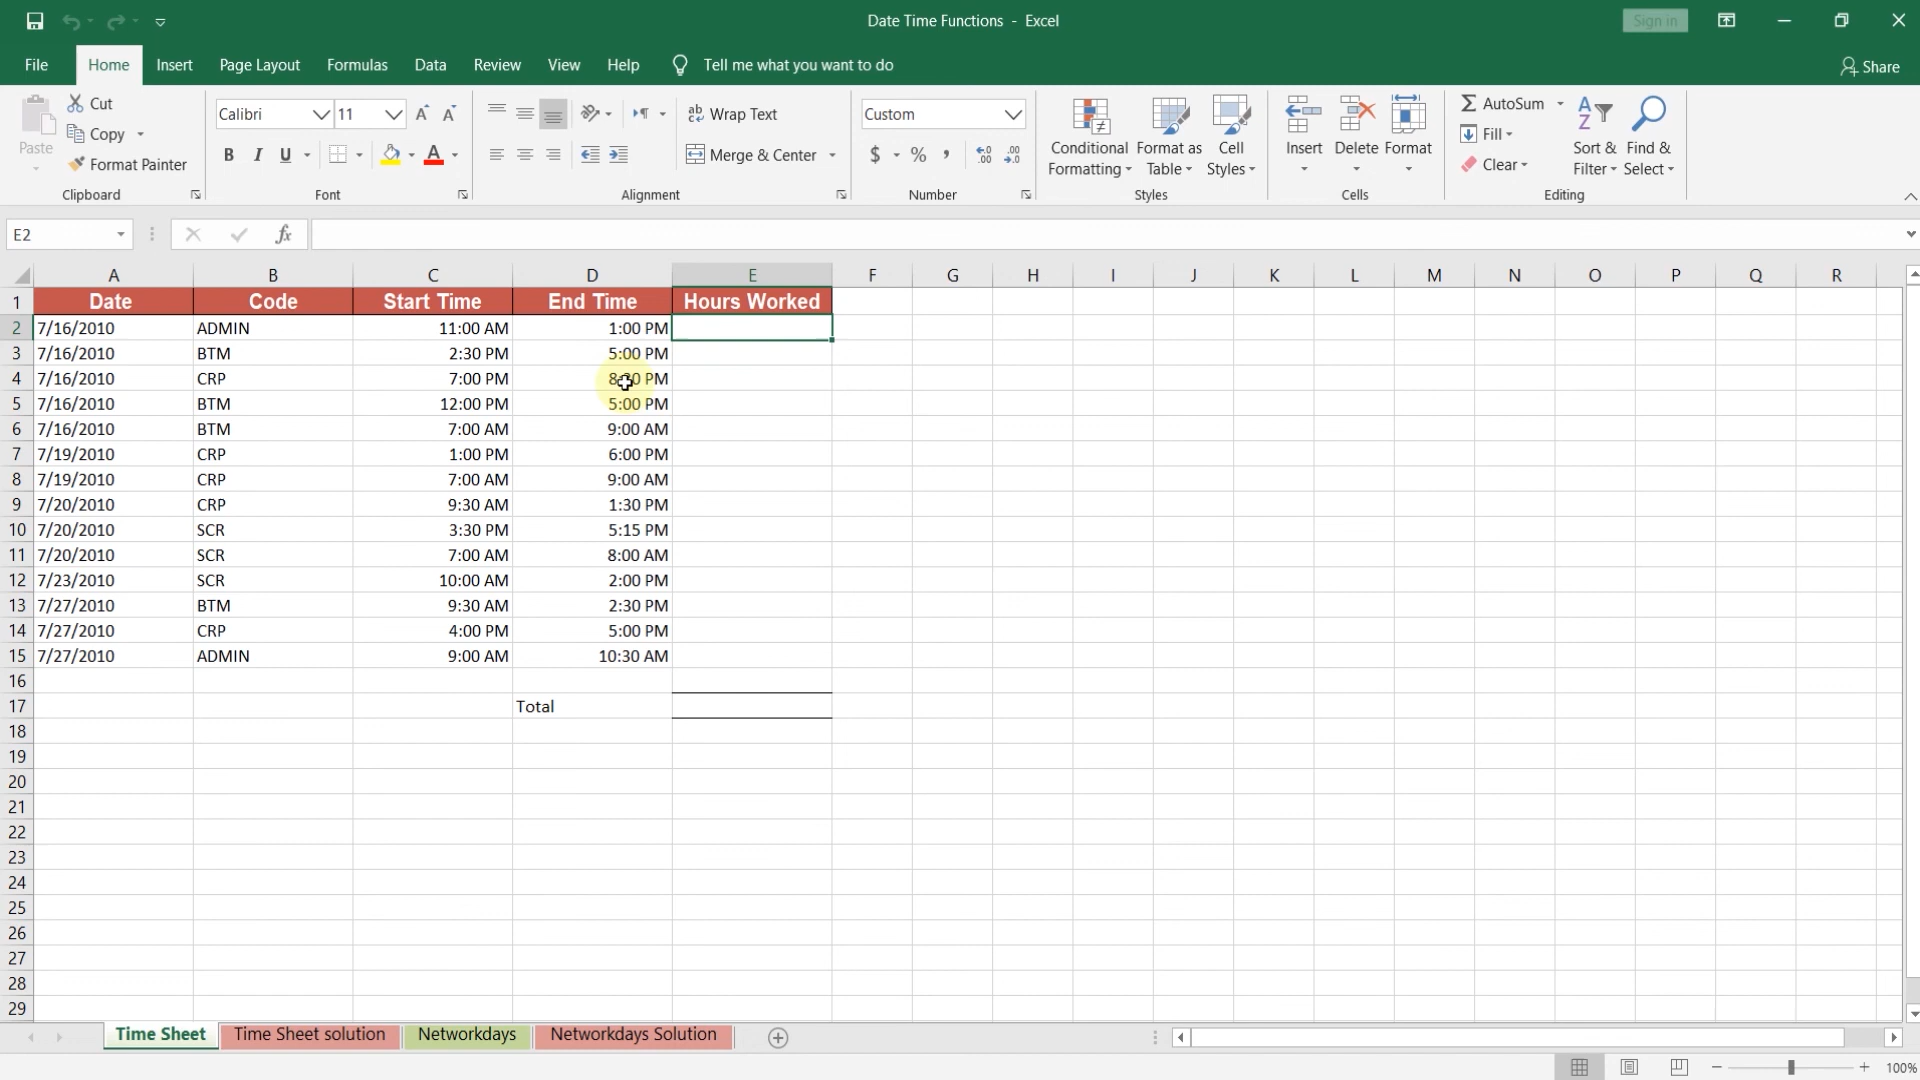 Date Time Functions - Excel
Sign in
File Home Insert Page Layout Formulas Data Review View Help Tell me what you want to do Share
Paste Cut Copy Format Painter Clipboard
Calibri 11 B I U A Font
Wrap Text Merge & Center Alignment
Custom $ % , Number
Conditional Formatting Format as Table Cell Styles Styles
Insert Delete Format Cells
AutoSum Fill Clear Sort & Filter Find & Select Editing
E2 fx
A B C D E F G H I J K L M N O P Q R
1 Date Code Start Time End Time Hours Worked
2 7/16/2010 ADMIN 11:00 AM 1:00 PM
3 7/16/2010 BTM 2:30 PM 5:00 PM
4 7/16/2010 CRP 7:00 PM 8:30 PM
5 7/16/2010 BTM 12:00 PM 5:00 PM
6 7/16/2010 BTM 7:00 AM 9:00 AM
7 7/19/2010 CRP 1:00 PM 6:00 PM
8 7/19/2010 CRP 7:00 AM 9:00 AM
9 7/20/2010 CRP 9:30 AM 1:30 PM
10 7/20/2010 SCR 3:30 PM 5:15 PM
11 7/20/2010 SCR 7:00 AM 8:00 AM
12 7/23/2010 SCR 10:00 AM 2:00 PM
13 7/27/2010 BTM 9:30 AM 2:30 PM
14 7/27/2010 CRP 4:00 PM 5:00 PM
15 7/27/2010 ADMIN 9:00 AM 10:30 AM
16
17 Total
18
19
20
21
22
23
24
25
26
27
28
29
Time Sheet Time Sheet solution Networkdays Networkdays Solution
100%